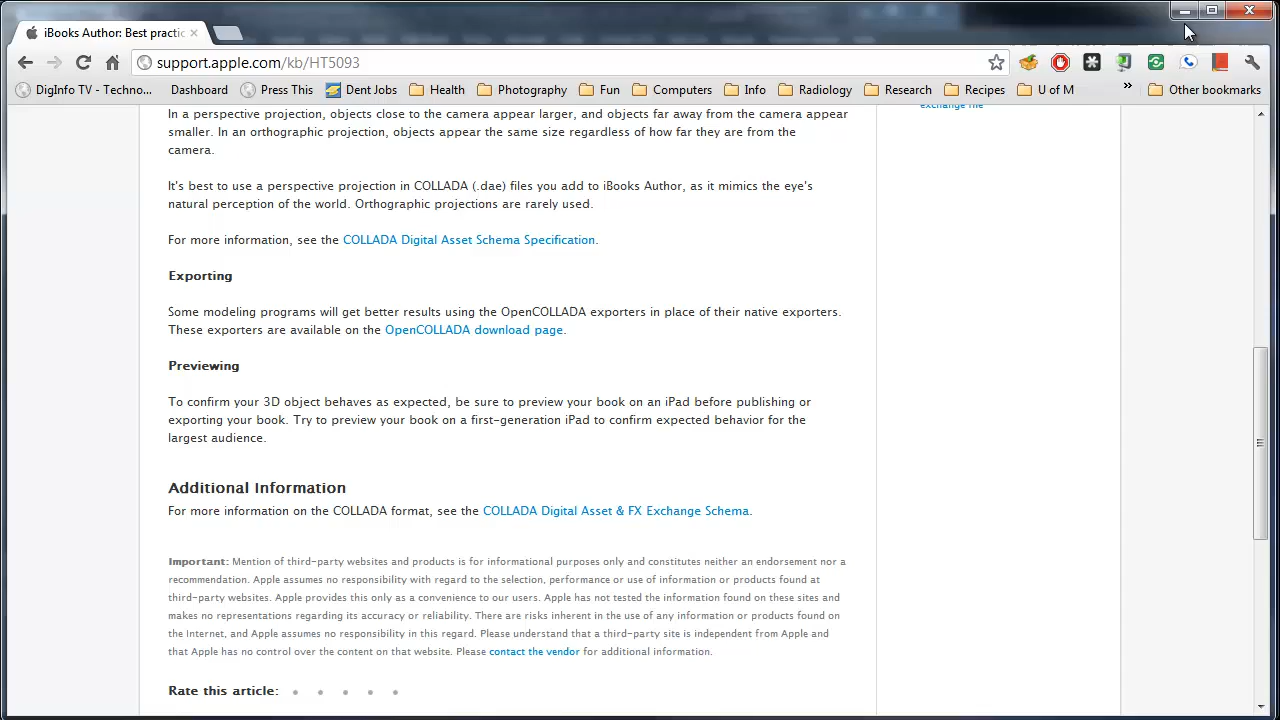 iBooks Author: Best practic
support.apple.com/kb/HT5093
DigInfo TV - Techno...
Dashboard
Press This
Dent Jobs
Health
Photography
Fun
Computers
Info
Radiology
Research
Recipes
U of M
»
Other bookmarks
exchange file
In a perspective projection, objects close to the camera appear larger, and objects far away from the camera appear
smaller. In an orthographic projection, objects appear the same size regardless of how far they are from the
camera.
It's best to use a perspective projection in COLLADA (.dae) files you add to iBooks Author, as it mimics the eye's
natural perception of the world. Orthographic projections are rarely used.
For more information, see the COLLADA Digital Asset Schema Specification.
Exporting
Some modeling programs will get better results using the OpenCOLLADA exporters in place of their native exporters.
These exporters are available on the OpenCOLLADA download page.
Previewing
To confirm your 3D object behaves as expected, be sure to preview your book on an iPad before publishing or
exporting your book. Try to preview your book on a first-generation iPad to confirm expected behavior for the
largest audience.
Additional Information
For more information on the COLLADA format, see the COLLADA Digital Asset & FX Exchange Schema.
Important: Mention of third-party websites and products is for informational purposes only and constitutes neither an endorsement nor a
recommendation. Apple assumes no responsibility with regard to the selection, performance or use of information or products found at
third-party websites. Apple provides this only as a convenience to our users. Apple has not tested the information found on these sites and
makes no representations regarding its accuracy or reliability. There are risks inherent in the use of any information or products found on
the Internet, and Apple assumes no responsibility in this regard. Please understand that a third-party site is independent from Apple and
that Apple has no control over the content on that website. Please contact the vendor for additional information.
Rate this article: